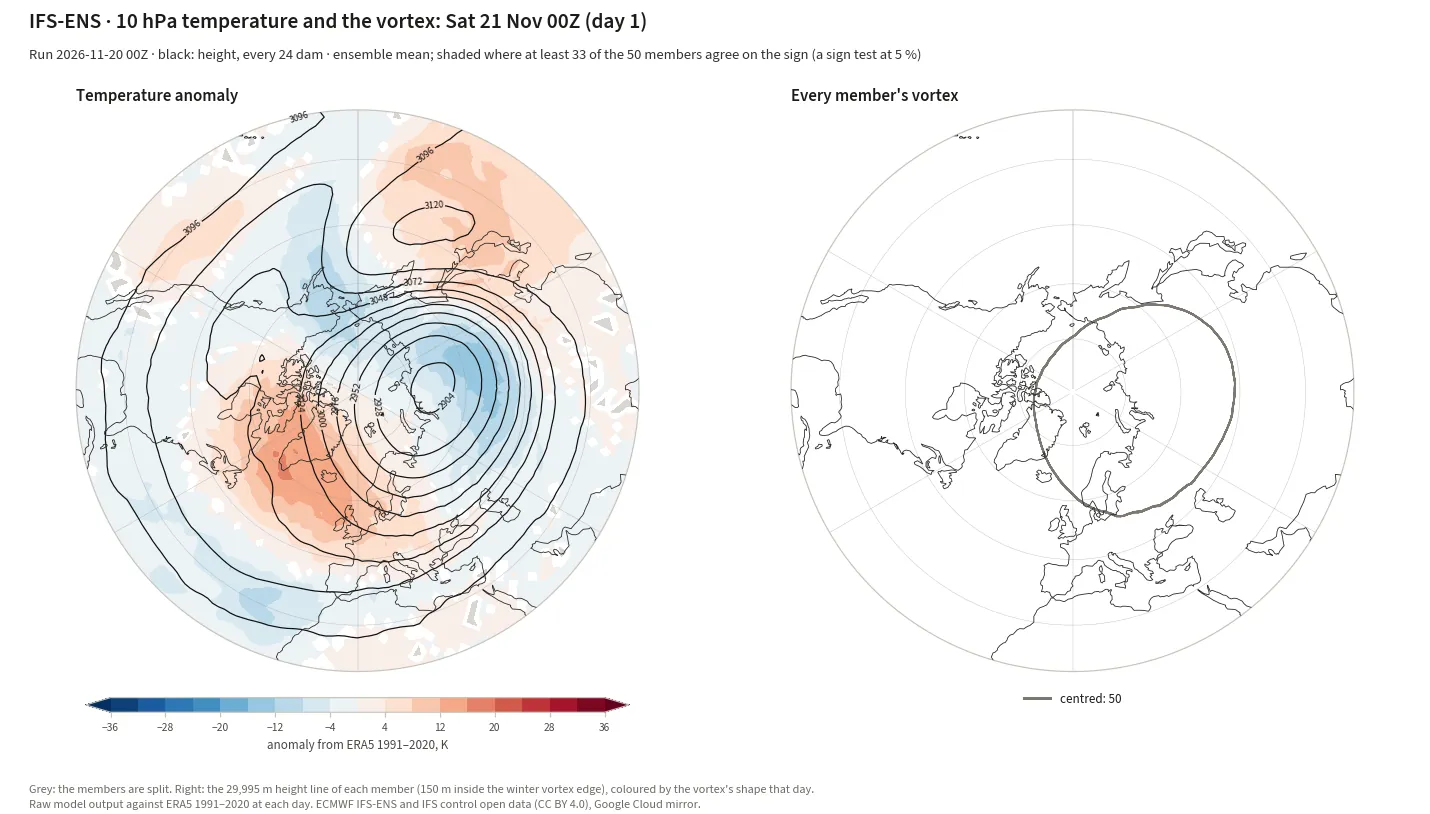 IFS-ENS · 10 hPa temperature and the vortex: Sat 21 Nov 00Z (day 1)
Run 2026-11-20 00Z · black: height, every 24 dam · ensemble mean; shaded where at least 33 of the 50 members agree on the sign (a sign test at 5 %)
Temperature anomaly
Every member's vortex
3096
3096
3120
3096
3072
3048
2952
2928
2904
3000
centred: 50
−36 −28 −20 −12 −4 4 12 20 28 36
anomaly from ERA5 1991–2020, K
Grey: the members are split. Right: the 29,995 m height line of each member (150 m inside the winter vortex edge), coloured by the vortex's shape that day.
Raw model output against ERA5 1991–2020 at each day. ECMWF IFS-ENS and IFS control open data (CC BY 4.0), Google Cloud mirror.